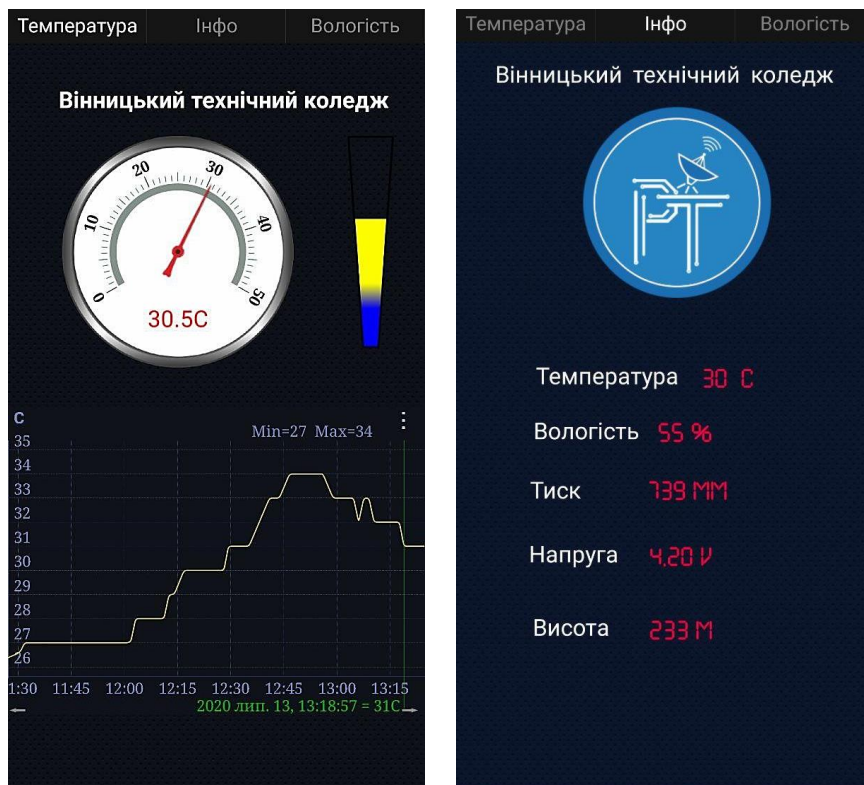 Температура Інфо Вологість
Вінницький технічний коледж
0 10 20 30 40 50
30.5C
C
Min=27 Max=34
35
34
33
32
31
30
29
28
27
26
1:30 11:45 12:00 12:15 12:30 12:45 13:00 13:15
2020 лип. 13, 13:18:57 = 31C
Температура Інфо Вологість
Вінницький технічний коледж
PT
Температура 30 C
Вологість 55 %
Тиск 739 MM
Напруга 4,20 V
Висота 233 M